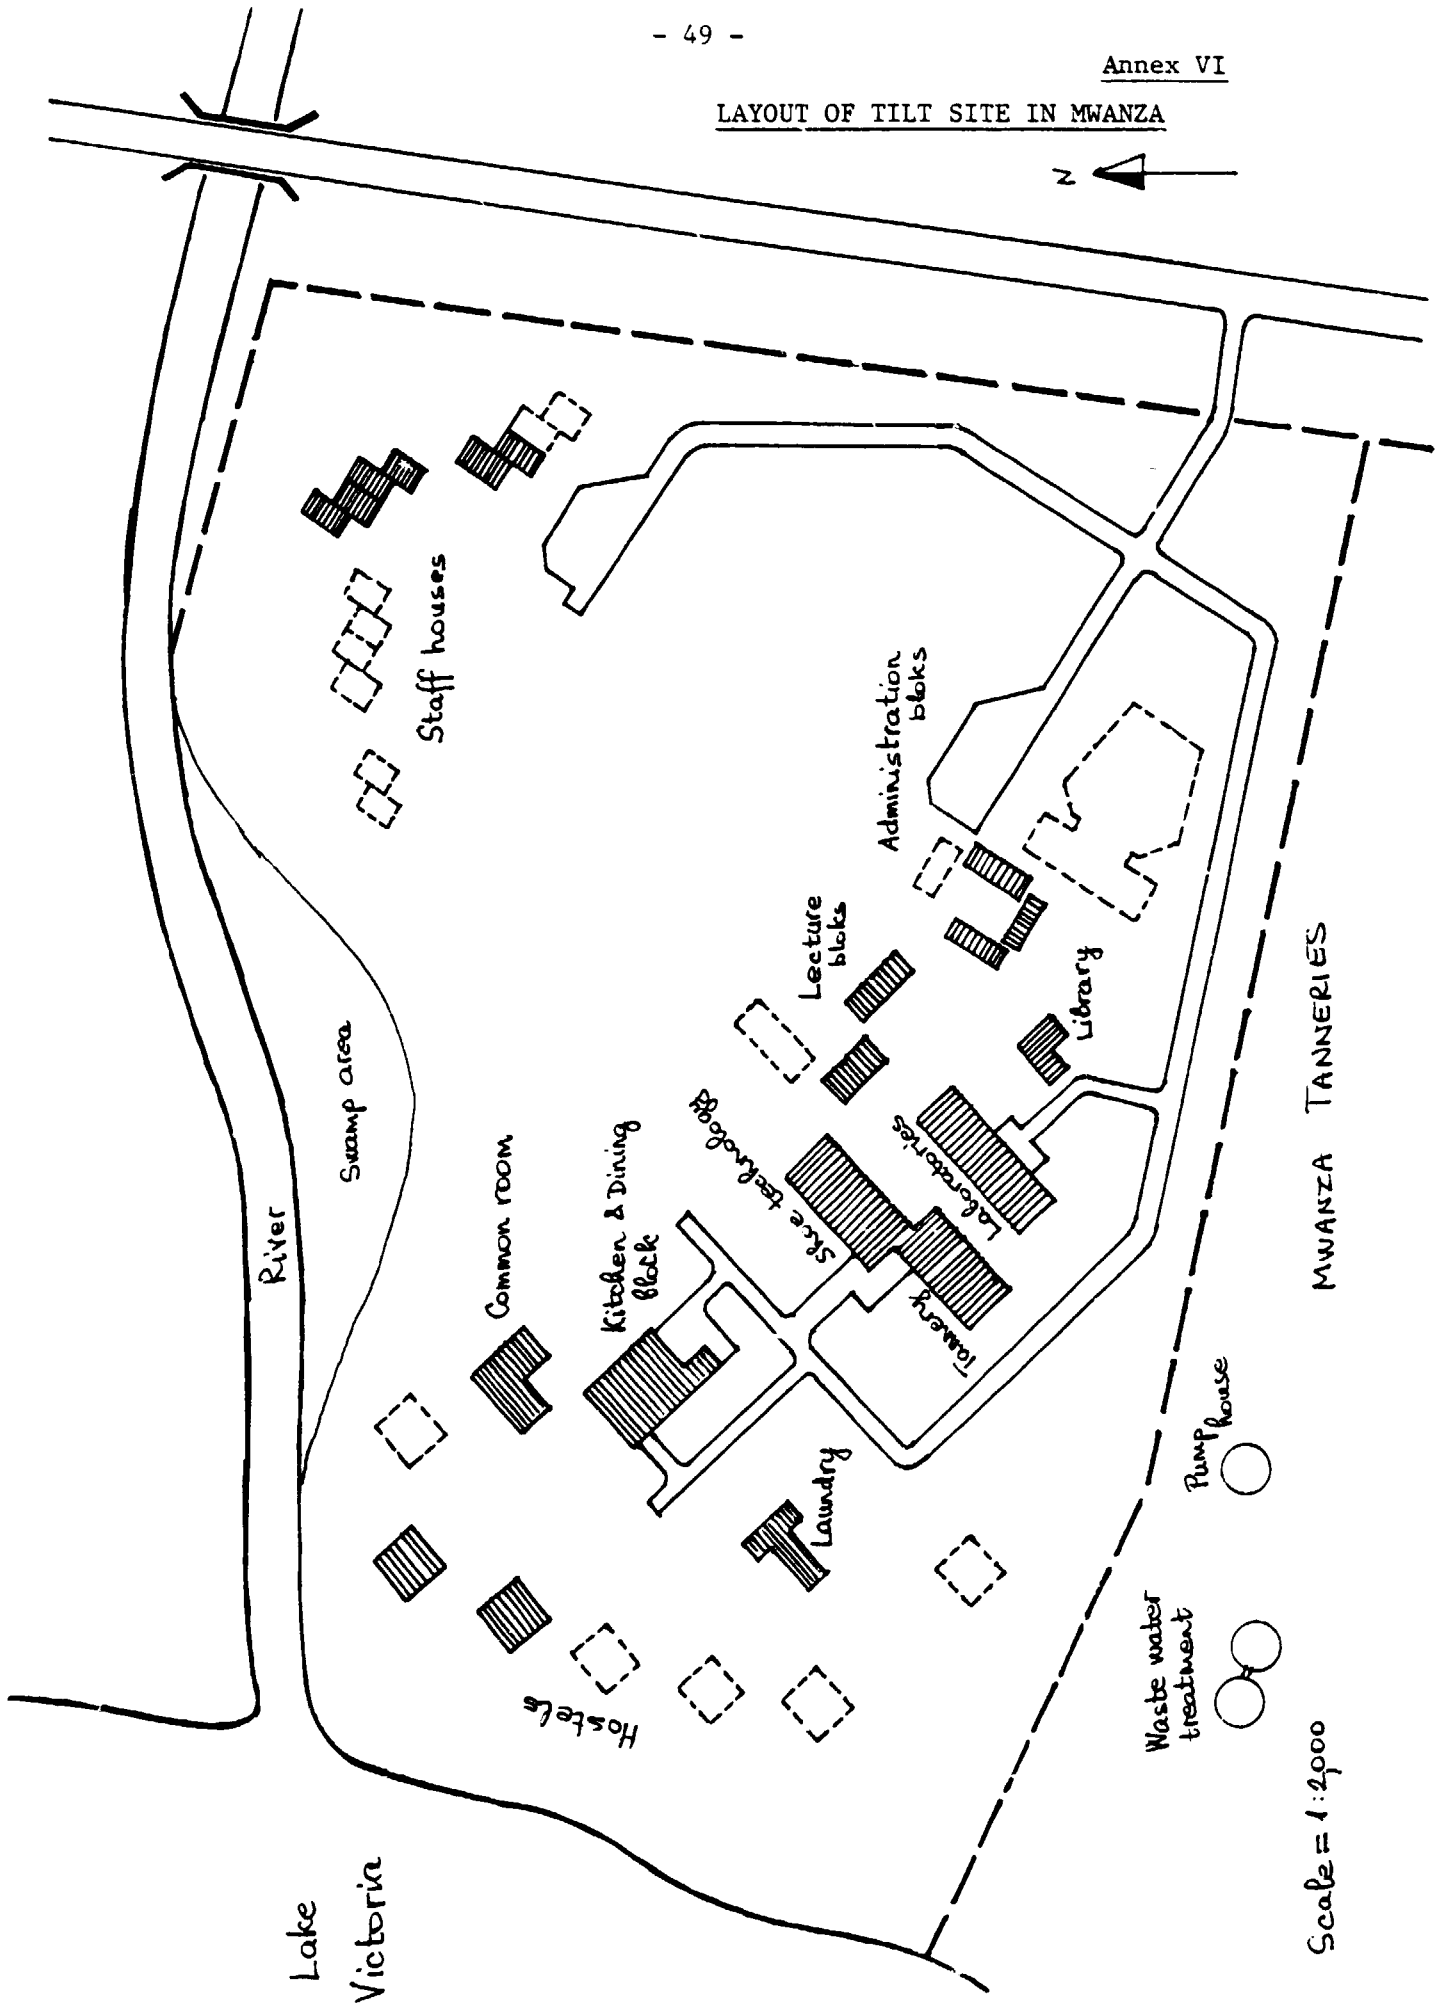 - 49 -
Annex VI
LAYOUT OF TILT SITE IN MWANZA
N
Staff houses
Administration
bloks
Lecture
bloks
Library
Swamp area
River
Common room
Kitchen & Dining
block
Shoe technology
Laboratories
Tannery
Laundry
Hostels
MWANZA TANNERIES
Pump
house
Waste water
treatment
Lake
Victoria
Scale = 1:2,000